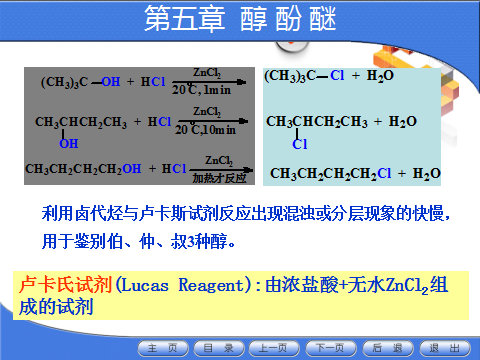 第五章 醇 酚 醚
(CH3)3C—OH + HCl ZnCl2 20℃, 1min (CH3)3C—Cl + H2O
CH3CHCH2CH3 + HCl ZnCl2 20℃,10min CH3CHCH2CH3 + H2O
OH Cl
CH3CH2CH2CH2OH + HCl ZnCl2 加热才反应 CH3CH2CH2CH2Cl + H2O
利用卤代烃与卢卡斯试剂反应出现混浊或分层现象的快慢，
用于鉴别伯、仲、叔3种醇。
卢卡氏试剂(Lucas Reagent):由浓盐酸+无水ZnCl2组
成的试剂
主 页 目 录 上一页 下一页 后 退 退 出